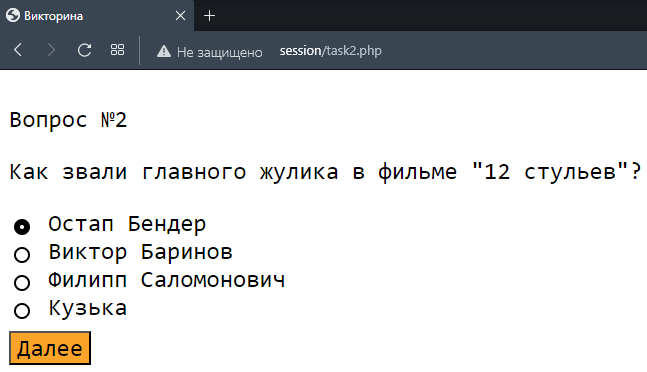 Викторина
Не защищено session/task2.php
Вопрос №2
Как звали главного жулика в фильме "12 стульев"?
Остап Бендер
Виктор Баринов
Филипп Саломонович
Кузька
Далее